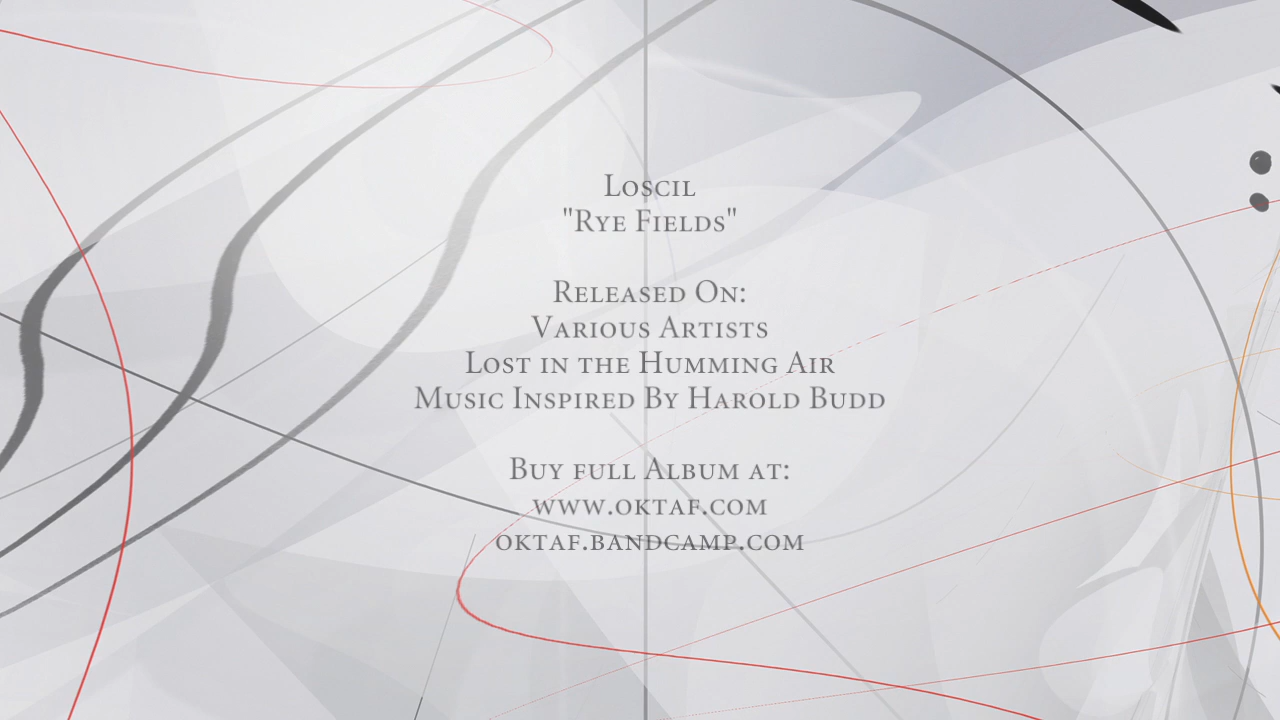 Loscil
"Rye Fields"
Released On:
Various Artists
Lost in the Humming Air
Music Inspired By Harold Budd
Buy full Album at:
www.oktaf.com
oktaf.bandcamp.com